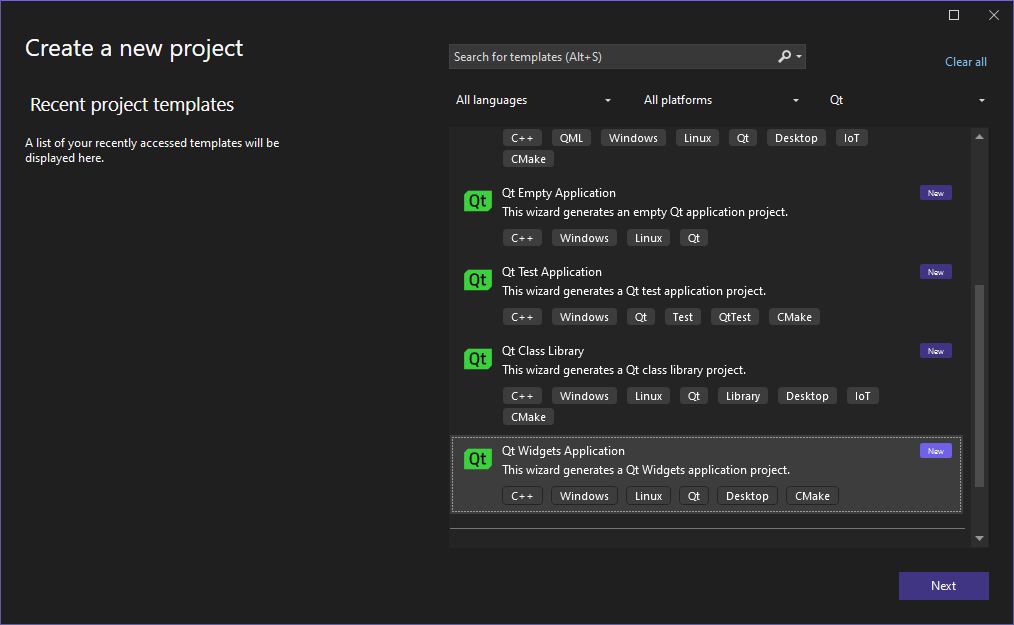 Create a new project
Recent project templates
A list of your recently accessed templates will be
displayed here.
Search for templates (Alt+S)
Clear all
All languages All platforms Qt
C++ QML Windows Linux Qt Desktop IoT
CMake
Qt Qt Empty Application New
This wizard generates an empty Qt application project.
C++ Windows Linux Qt
Qt Qt Test Application New
This wizard generates a Qt test application project.
C++ Windows Qt Test QtTest CMake
Qt Qt Class Library New
This wizard generates a Qt class library project.
C++ Windows Linux Qt Library Desktop IoT
CMake
Qt Qt Widgets Application New
This wizard generates a Qt Widgets application project.
C++ Windows Linux Qt Desktop CMake
Next